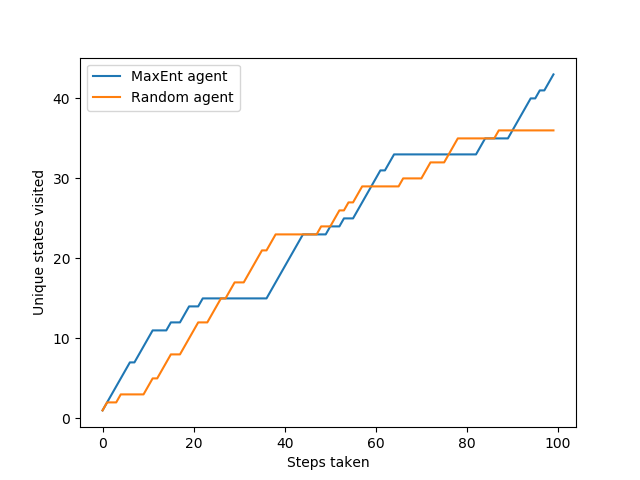 MaxEnt agent
Random agent
Unique states visited
40
30
20
10
0
0 20 40 60 80 100
Steps taken